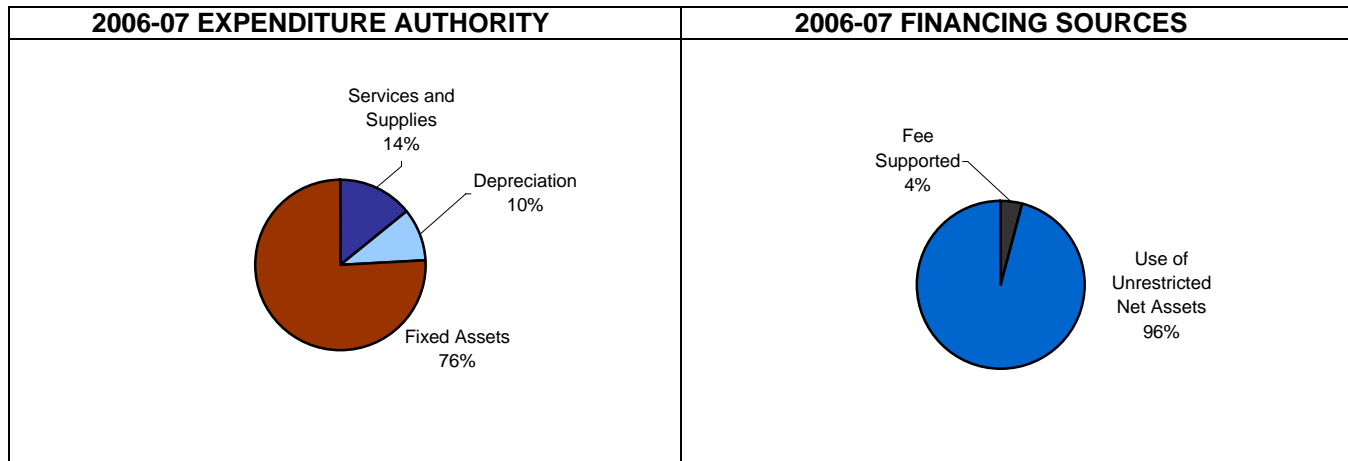 2006-07 EXPENDITURE AUTHORITY
Services and
Supplies
14%
Depreciation
10%
Fixed Assets
76%
2006-07 FINANCING SOURCES
Fee
Supported
4%
Use of
Unrestricted
Net Assets
96%